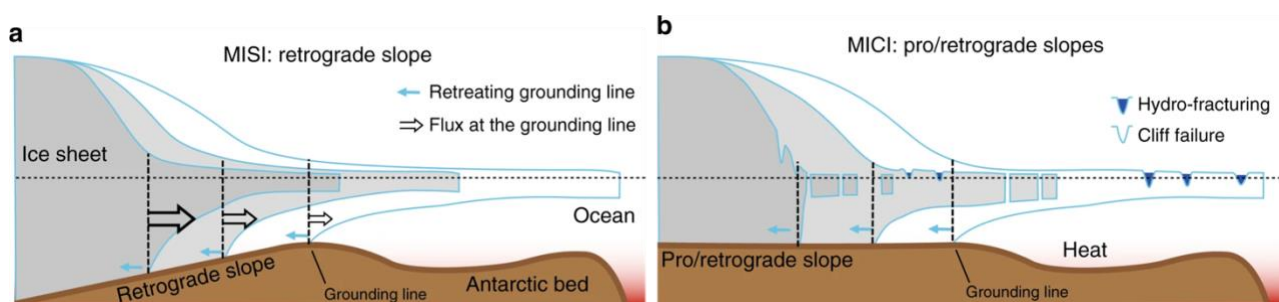 a
MISI: retrograde slope
Retreating grounding line
Flux at the grounding line
Ice sheet
Ocean
Retrograde slope
Grounding line
Antarctic bed
b
MICI: pro/retrograde slopes
Hydro-fracturing
Cliff failure
Heat
Pro/retrograde slope
Grounding line